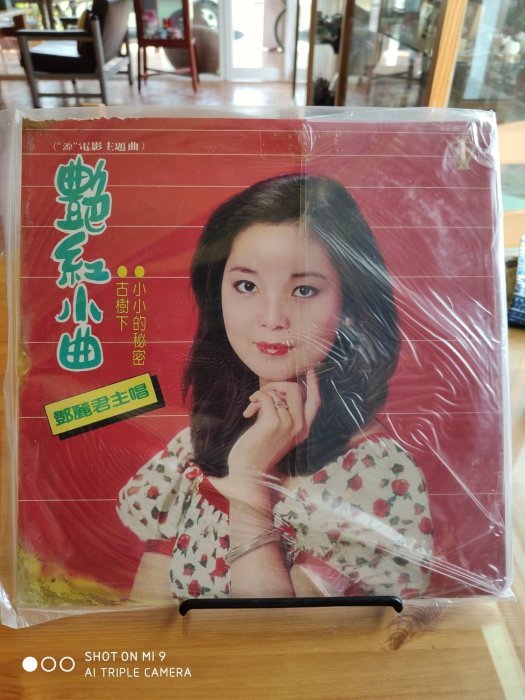 ("源"電影主題曲)
艷紅小曲
●小小的秘密
●古樹下
鄧麗君主唱
1
SHOT ON MI 9
AI TRIPLE CAMERA